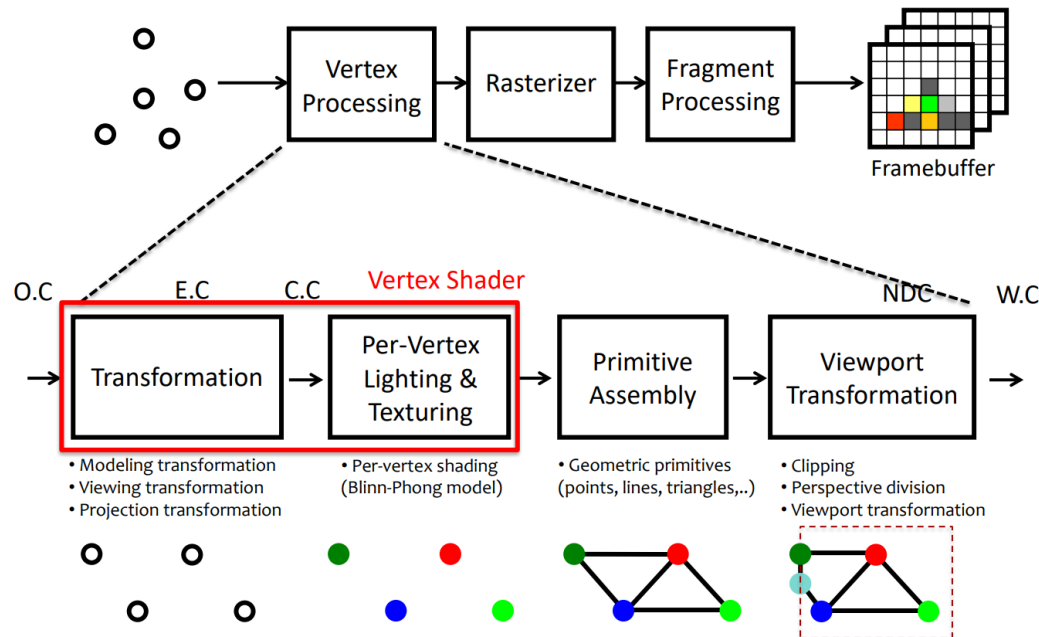 Vertex
Processing
Rasterizer
Fragment
Processing
Framebuffer
O.C
E.C
C.C
Vertex Shader
NDC
W.C
Transformation
Per-Vertex
Lighting &
Texturing
Primitive
Assembly
Viewport
Transformation
• Modeling transformation
• Viewing transformation
• Projection transformation
• Per-vertex shading
(Blinn-Phong model)
• Geometric primitives
(points, lines, triangles,..)
• Clipping
• Perspective division
• Viewport transformation